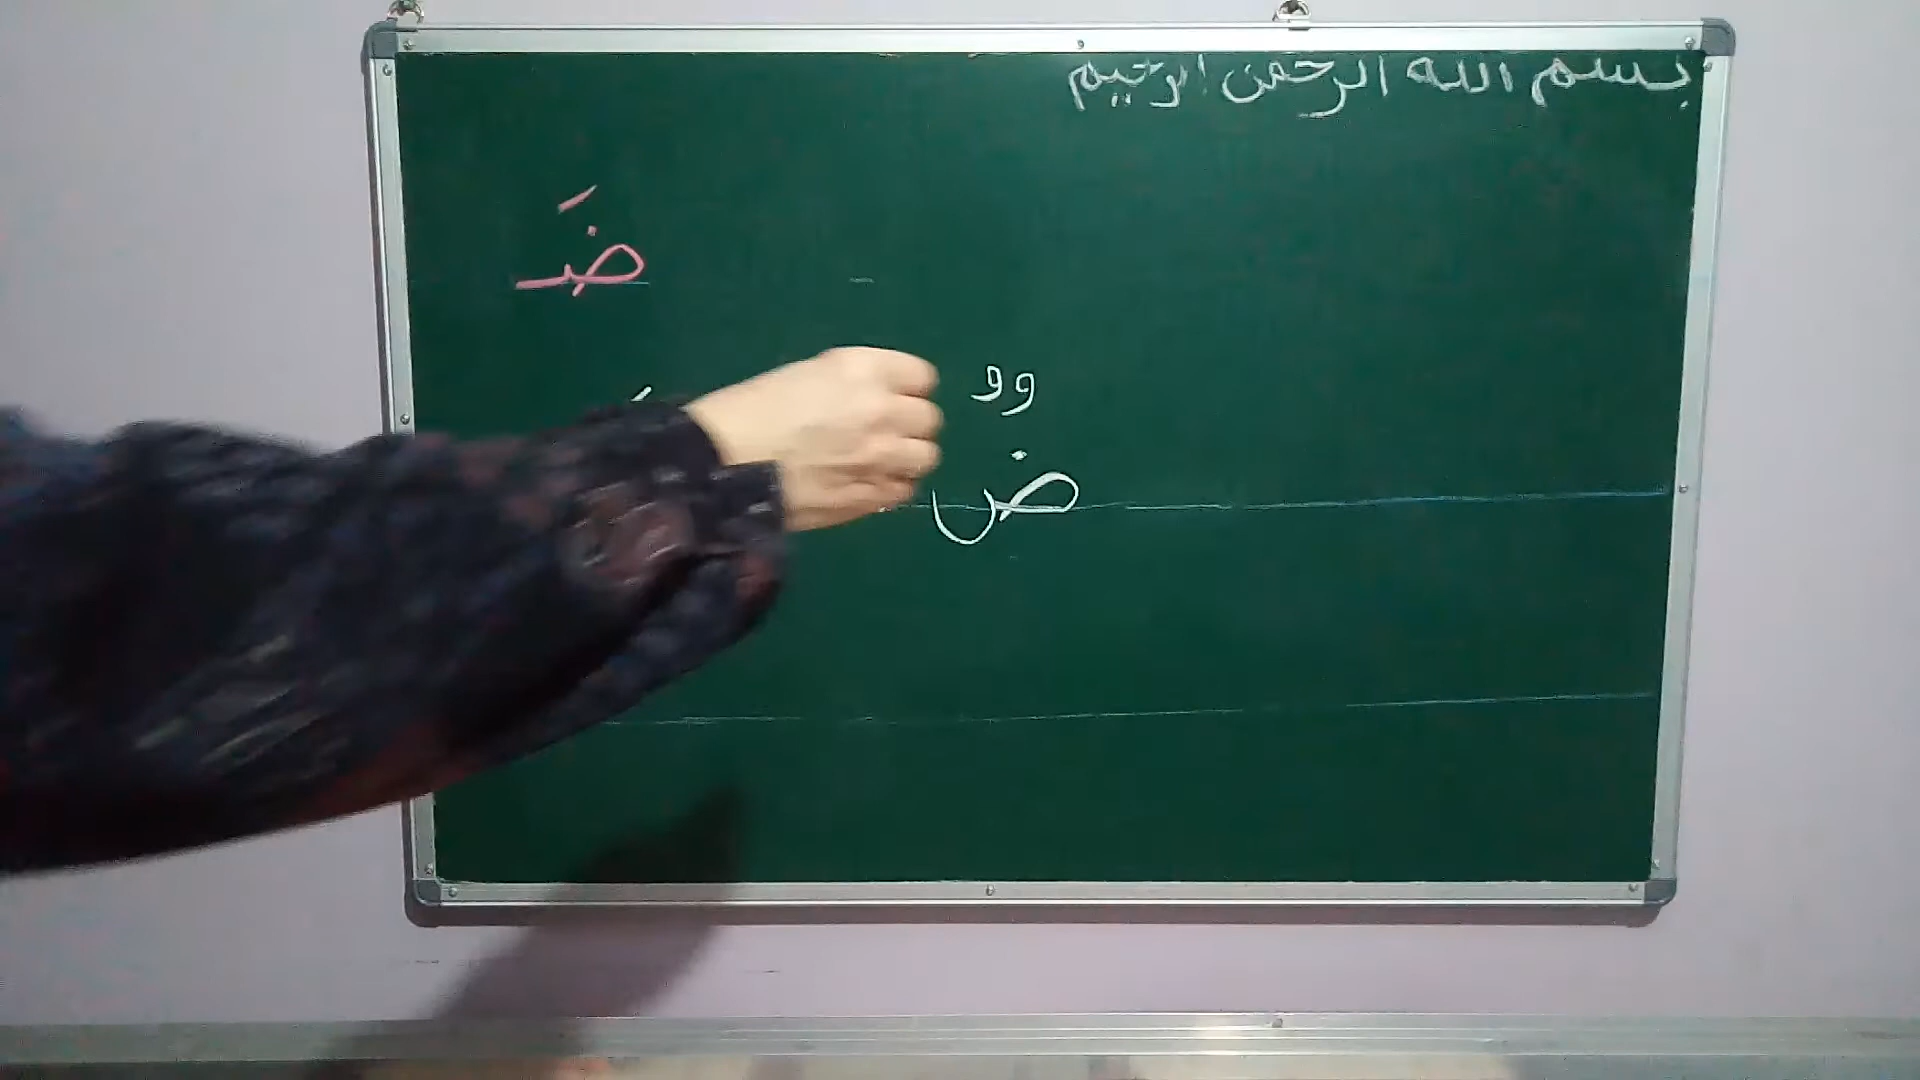 بسم الله الرحمن الرحيم
ضَـ
ضٌ